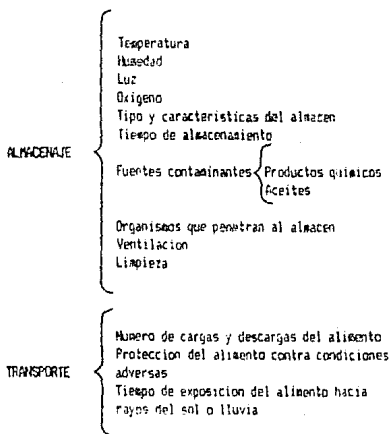 Temperatura
Humedad
Luz
Oxigeno
Tipo y caracteristicas del almacen
Tiempo de almacenamiento
ALMACENAJE
Fuentes contaminantes
Productos quimicos
Aceites
Organismos que penetran al almacen
Ventilacion
Limpieza
Numero de cargas y descargas del alimento
Proteccion del alimento contra condiciones
adversas
TRANSPORTE
Tiempo de exposicion del alimento hacia
rayos del sol o lluvia